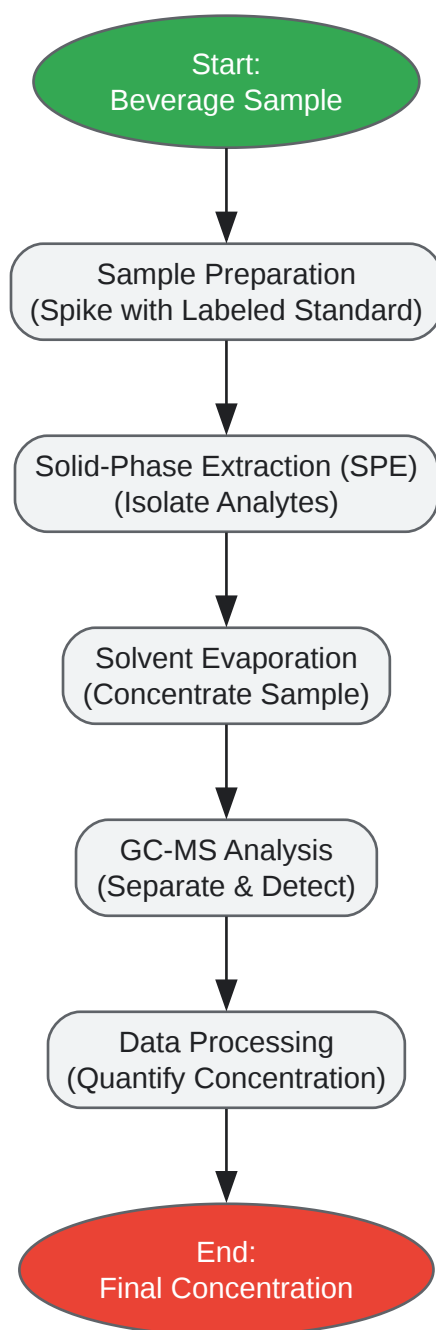 Start:
Beverage Sample
Sample Preparation
(Spike with Labeled Standard)
Solid-Phase Extraction (SPE)
(Isolate Analytes)
Solvent Evaporation
(Concentrate Sample)
GC-MS Analysis
(Separate & Detect)
Data Processing
(Quantify Concentration)
End:
Final Concentration